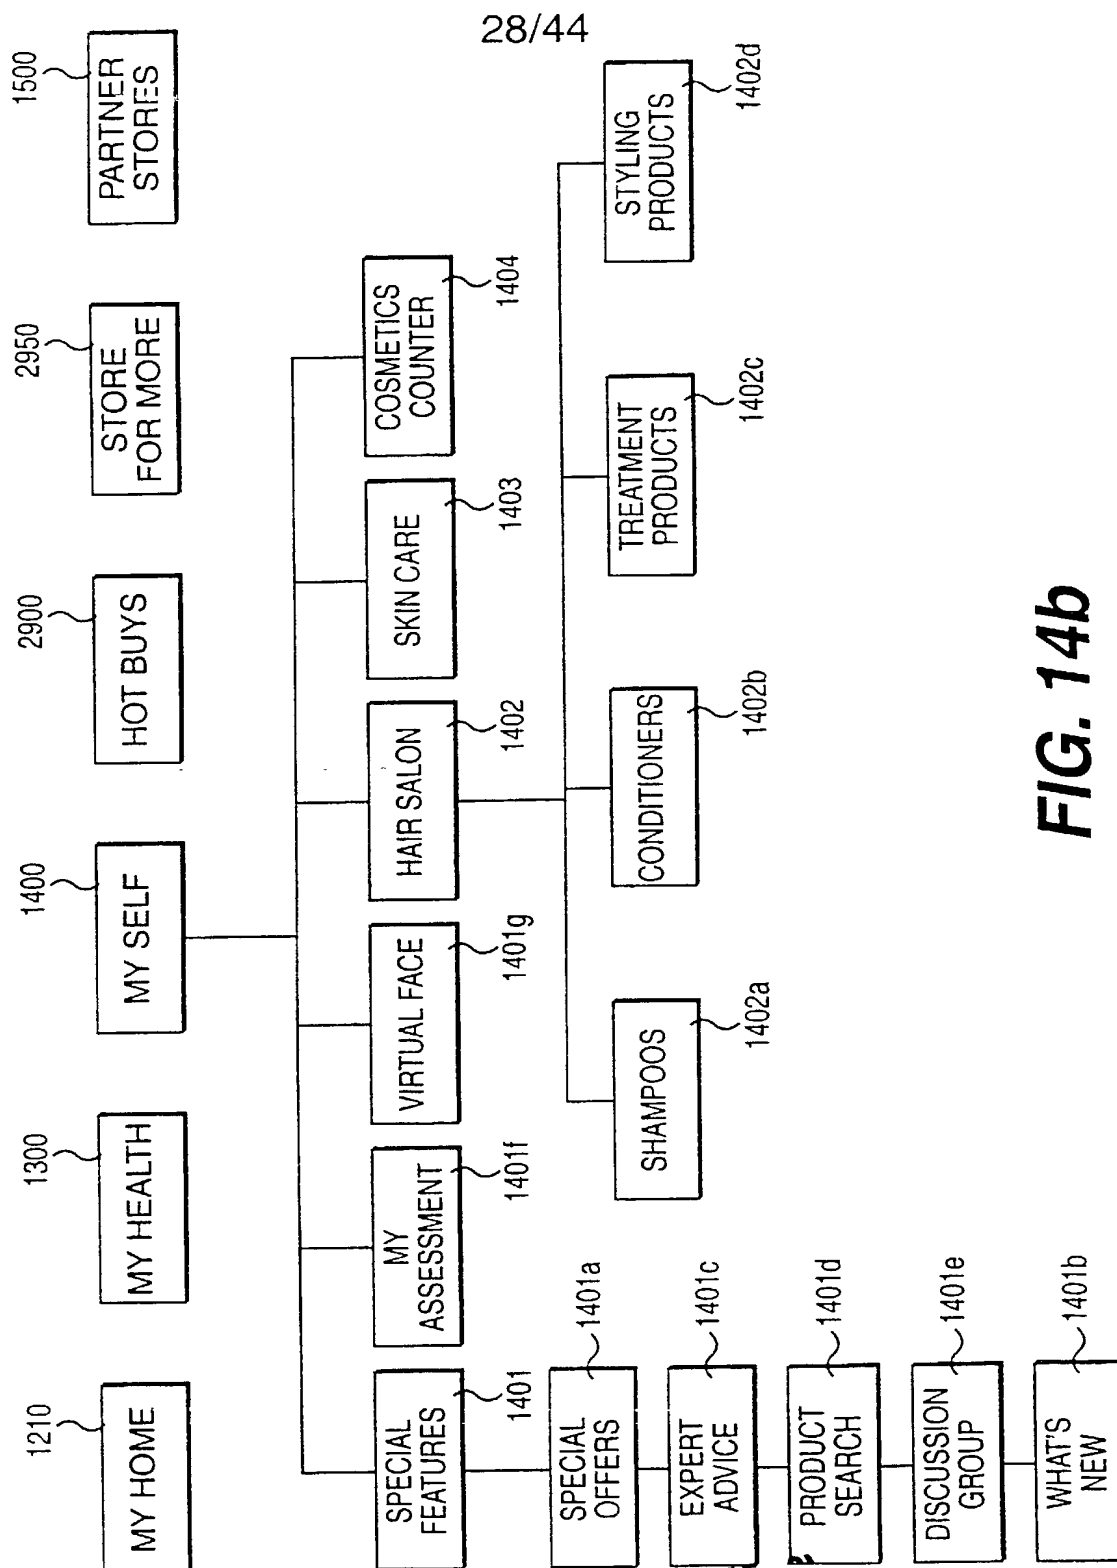 28/44
1210
MY HOME
1300
MY HEALTH
1400
MY SELF
2900
HOT BUYS
2950
STORE
FOR MORE
1500
PARTNER
STORES
SPECIAL
FEATURES
1401
MY
ASSESSMENT
1401f
VIRTUAL FACE
1401g
HAIR SALON
1402
SKIN CARE
1403
COSMETICS
COUNTER
1404
SPECIAL
OFFERS
1401a
EXPERT
ADVICE
1401c
PRODUCT
SEARCH
1401d
DISCUSSION
GROUP
1401e
WHAT'S
NEW
1401b
SHAMPOOS
1402a
CONDITIONERS
1402b
TREATMENT
PRODUCTS
1402c
STYLING
PRODUCTS
1402d
FIG. 14b